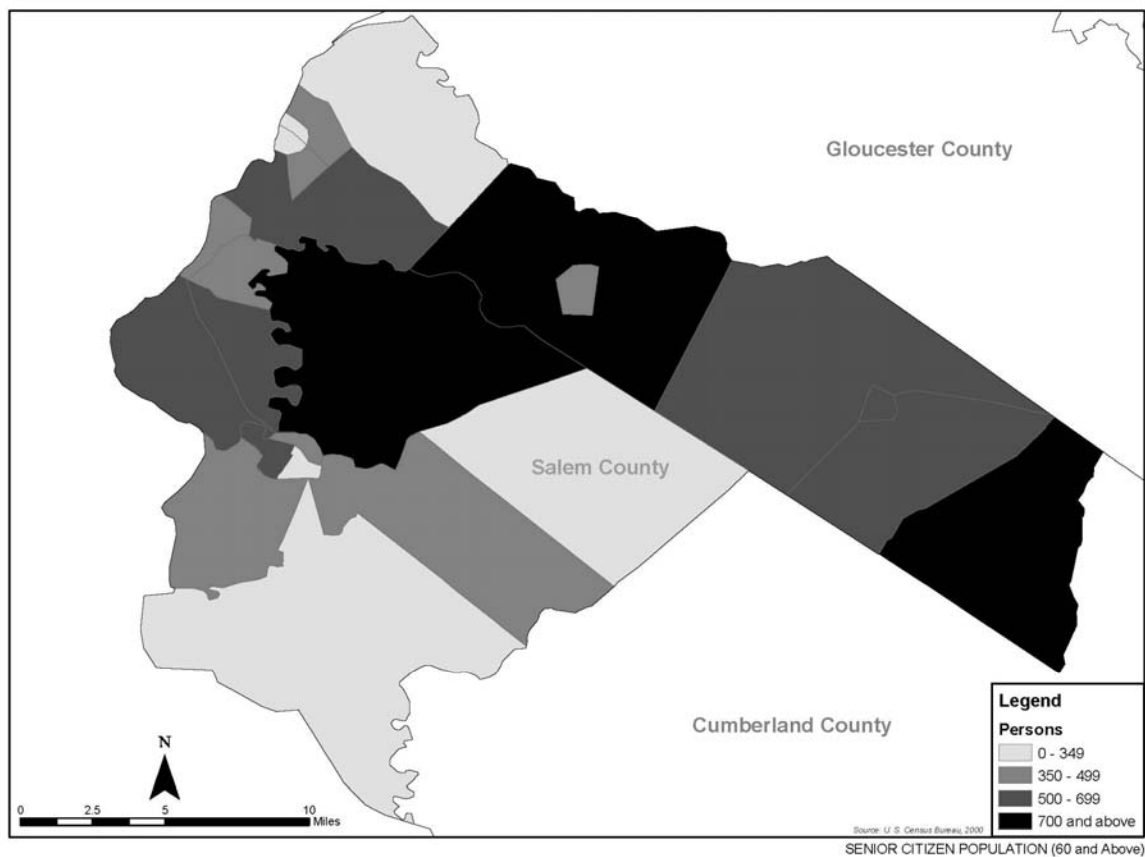 Gloucester County
Salem County
Cumberland County
N
0 2.5 5 10
Miles
Legend
Persons
0 - 349
350 - 499
500 - 699
700 and above
Source: U. S. Census Bureau, 2000
SENIOR CITIZEN POPULATION (60 and Above)